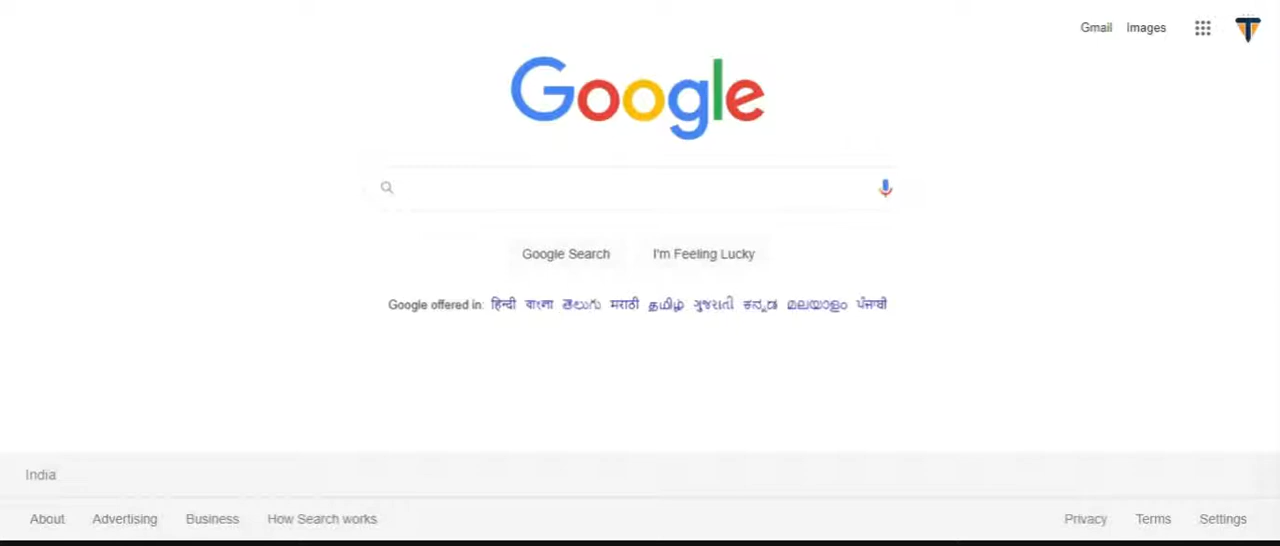 Gmail Images
Google
Google Search I'm Feeling Lucky
Google offered in: हिन्दी বাংলা తెలుగు मराठी தமிழ் ગુજરાતી ಕನ್ನಡ മലയാളം ਪੰਜਾਬੀ
India
About Advertising Business How Search works Privacy Terms Settings